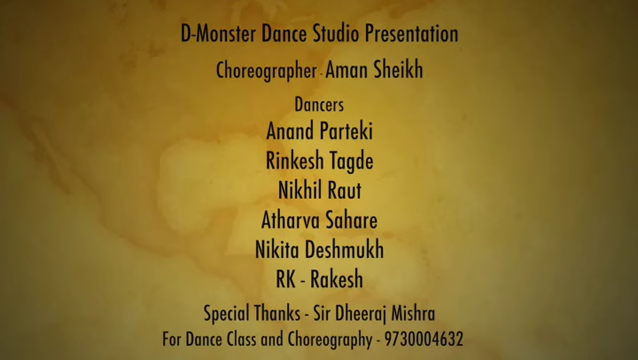 D-Monster Dance Studio Presentation
Choreographer - Aman Sheikh
Dancers
Anand Parteki
Rinkesh Tagde
Nikhil Raut
Atharva Sahare
Nikita Deshmukh
RK - Rakesh
Special Thanks - Sir Dheeraj Mishra
For Dance Class and Choreography - 9730004632